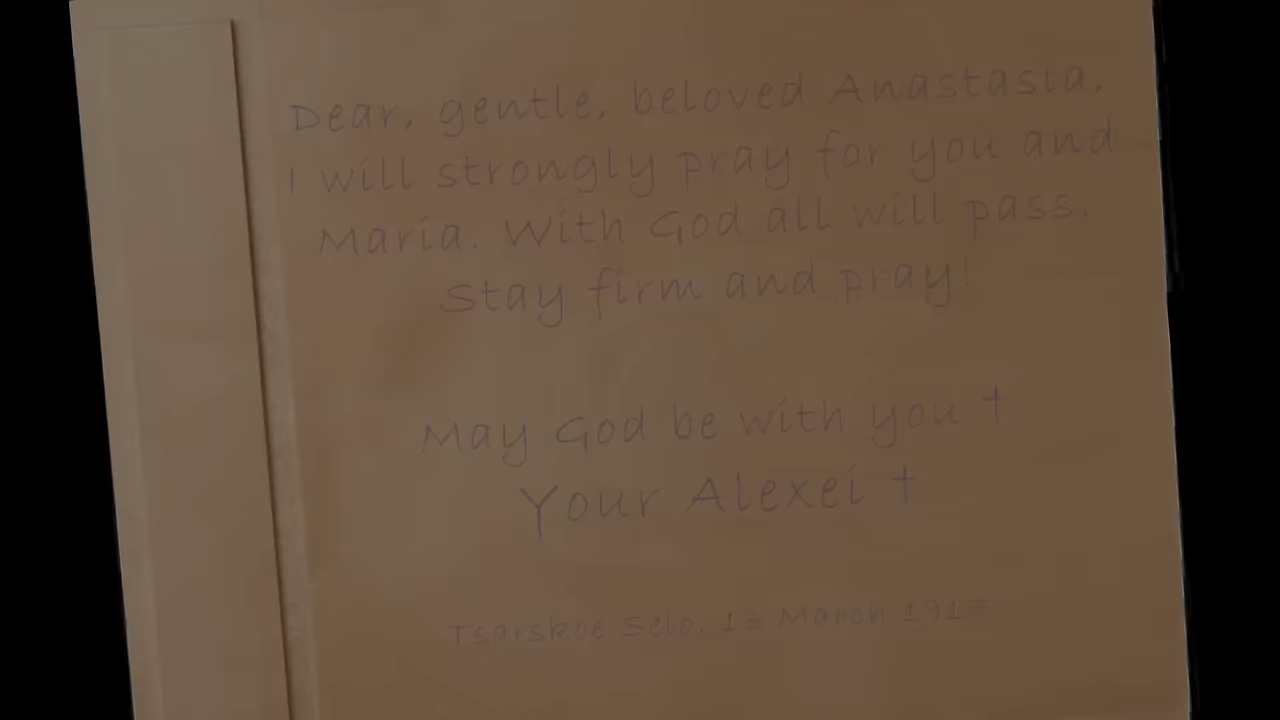 Dear, gentle, beloved Anastasia,
I will strongly pray for you and
Maria. With God all will pass.
Stay firm and pray!
May God be with you †
Your Alexei †
Tsarskoe Selo. March